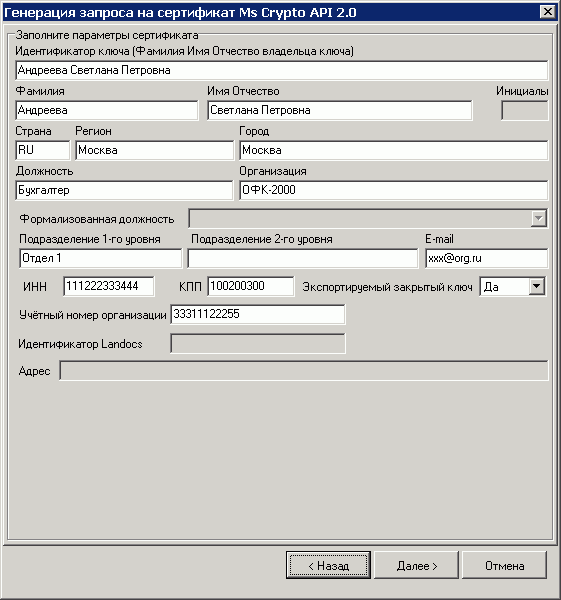 Генерация запроса на сертификат Ms Crypto API 2.0
Заполните параметры сертификата
Идентификатор ключа (Фамилия Имя Отчество владельца ключа)
Андреева Светлана Петровна
Фамилия Имя Отчество Инициалы
Андреева Светлана Петровна
Страна Регион Город
RU Москва Москва
Должность Организация
Бухгалтер ОФК-2000
Формализованная должность
Подразделение 1-го уровня Подразделение 2-го уровня E-mail
Отдел 1 xxx@org.ru
ИНН 111222333444 КПП 100200300 Экспортируемый закрытый ключ Да
Учётный номер организации 33311122255
Идентификатор Landocs
Адрес
< Назад Далее > Отмена